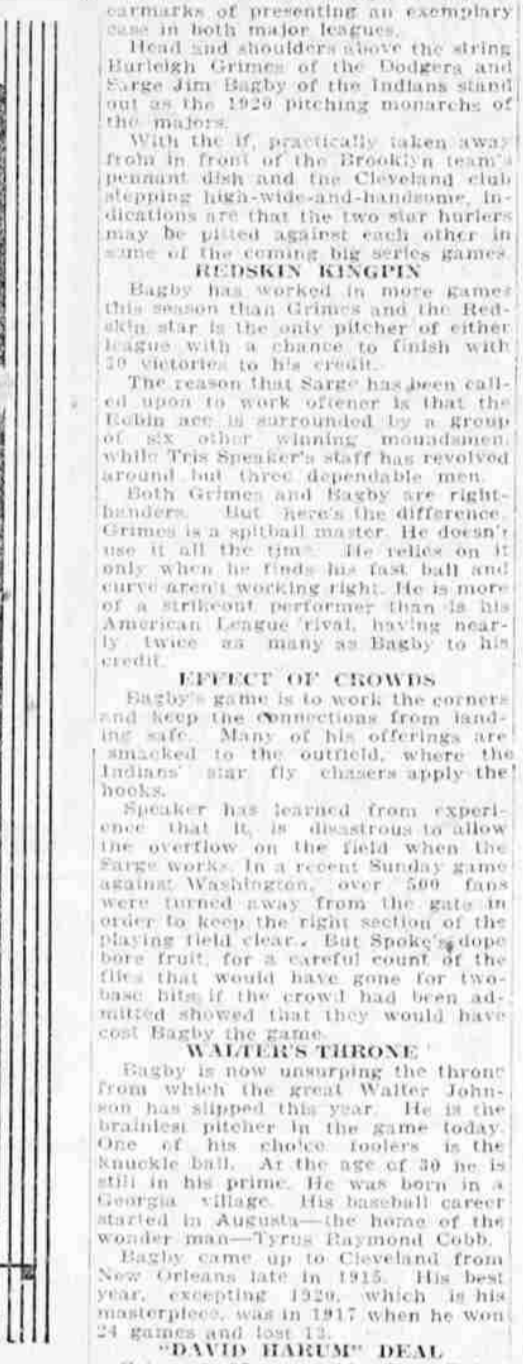 earmarks of presenting an exemplary
case in both major leagues.
Head and shoulders above the string
Burleigh Grimes of the Dodgers and
Sarge Jim Bagby of the Indians stand
out as the 1920 pitching monarchs of
the majors.
With the if, practically taken away
from in front of the Brooklyn team's
pennant dish and the Cleveland club
stepping high-wide-and-handsome, in-
dications are that the two star hurlers
may be pitted against each other in
some of the coming big series games.
REDSKIN KINGPIN
Bagby has worked in more games
this season than Grimes and the Red-
skin star is the only pitcher of either
league with a chance to finish with
30 victories to his credit.
The reason that Sarge has been call-
ed upon to work oftener is that the
Robin ace is surrounded by a group
of six other winning moundsmen,
while Tris Speaker's staff has revolved
around but three dependable men.
Both Grimes and Bagby are right-
handers. But here's the difference.
Grimes is a spitball master. He doesn't
use it all the time. He relies on it
only when he finds his fast ball and
curve aren't working right. He is more
of a strikeout performer than is his
American League rival, having near-
ly twice as many as Bagby to his
credit.
EFFECT OF CROWDS
Bagby's game is to work the corners
and keep the connections from land-
ing safe. Many of his offerings are
smacked to the outfield, where the
Indians' star fly chasers apply the
hooks.
Speaker has learned from experi-
ence that it, is disastrous to allow
the overflow on the field when the
Sarge works. In a recent Sunday game
against Washington, over 500 fans
were turned away from the gate in
order to keep the right section of the
playing field clear. But Spoke's dope
bore fruit, for a careful count of the
flies that would have gone for two-
base hits if the crowd had been ad-
mitted showed that they would have
cost Bagby the game.
WALTER'S THRONE
Bagby is now unsurping the throne
from which the great Walter John-
son has slipped this year. He is the
brainiest pitcher in the game today.
One of his choice foolers is the
knuckle ball. At the age of 30 he is
still in his prime. He was born in a
Georgia village. His baseball career
started in Augusta—the home of the
wonder man—Tyrus Raymond Cobb.
Bagby came up to Cleveland from
New Orleans late in 1915. His best
year, excepting 1920, which is his
masterpiece, was in 1917 when he won
24 games and lost 13.
"DAVID HARUM" DEAL